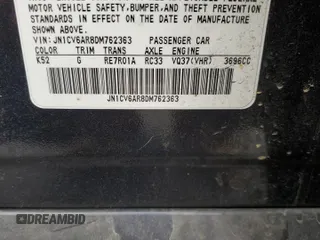 MOTOR VEHICLE SAFETY, BUMPER, AND THEFT PREVENTION
STANDARDS IN EFFECT ON THE DATE OF MANUFACTURE
SHOWN ABOVE.
VIN: JN1CV6AR8DM762363 PASSENGER CAR
COLOR TRIM TRANS AXLE ENGINE
K52 G RE7R01A RC33 VQ37(VHR) 3696CC
JN1CV6AR8DM762363
© DREAMBID